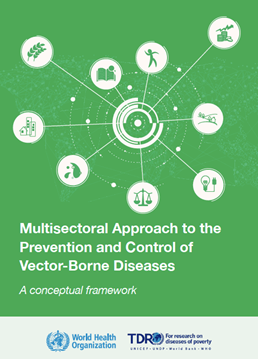 Multisectoral Approach to the
Prevention and Control of
Vector-Borne Diseases
A conceptual framework
World Health
Organization
TDR
For research on
diseases of poverty
UNICEF · UNDP · World Bank · WHO